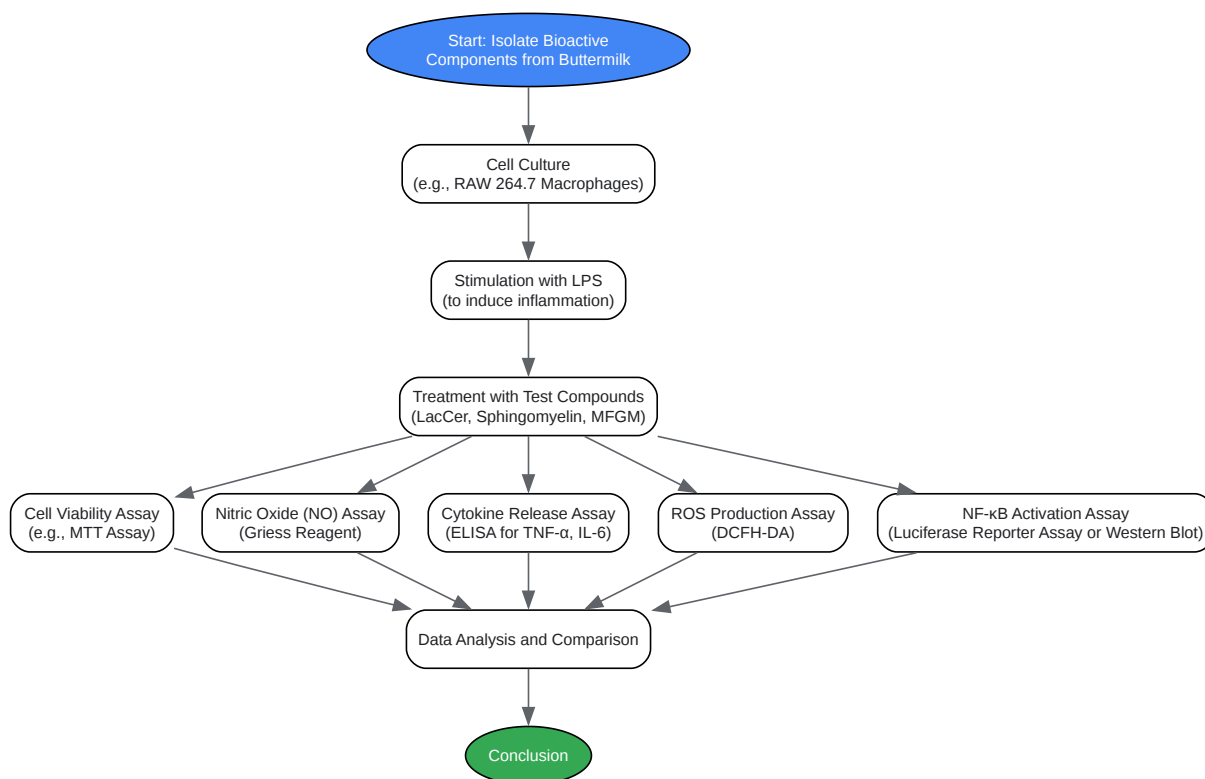 Start: Isolate Bioactive
Components from Buttermilk
Cell Culture
(e.g., RAW 264.7 Macrophages)
Stimulation with LPS
(to induce inflammation)
Treatment with Test Compounds
(LacCer, Sphingomyelin, MFGM)
Cell Viability Assay
(e.g., MTT Assay)
Nitric Oxide (NO) Assay
(Griess Reagent)
Cytokine Release Assay
(ELISA for TNF-α, IL-6)
ROS Production Assay
(DCFH-DA)
NF-κB Activation Assay
(Luciferase Reporter Assay or Western Blot)
Data Analysis and Comparison
Conclusion